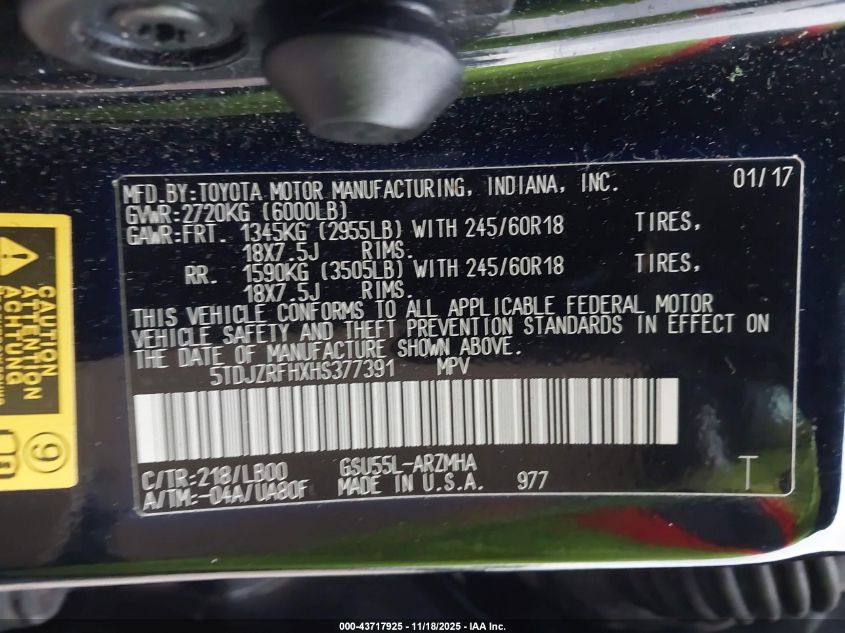 MFD.BY:TOYOTA MOTOR MANUFACTURING, INDIANA, INC. 01/17
GVWR:2720KG (6000LB)
GAWR:FRT. 1345KG (2955LB) WITH 245/60R18 TIRES,
18X7.5J RIMS.
RR. 1590KG (3505LB) WITH 245/60R18 TIRES,
18X7.5J RIMS.
THIS VEHICLE CONFORMS TO ALL APPLICABLE FEDERAL MOTOR
VEHICLE SAFETY AND THEFT PREVENTION STANDARDS IN EFFECT ON
THE DATE OF MANUFACTURE SHOWN ABOVE.
5TDJZRFHXHS377391 MPV
C/TR:218/LB00 GSU55L-ARZMHA
A/TM:-04A/UA80F MADE IN U.S.A. 977 T
CAUTION
ATTENTION
ACHTUNG
9
000-43717925 - 11/18/2025 - IAA Inc.